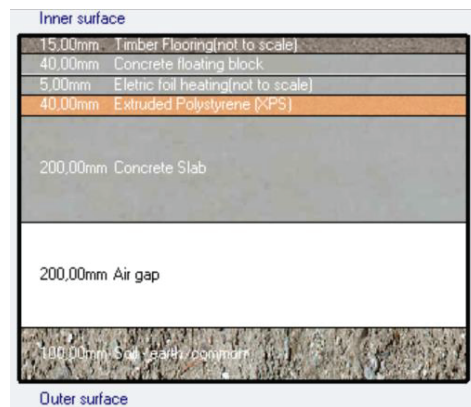 Inner surface
15,00mm Timber Flooring(not to scale)
40,00mm Concrete floating block
5,00mm Eletric foil heating(not to scale)
40,00mm Extruded Polystyrene (XPS)
200,00mm Concrete Slab
200,00mm Air gap
100,00mm Soil - earth, common
Outer surface